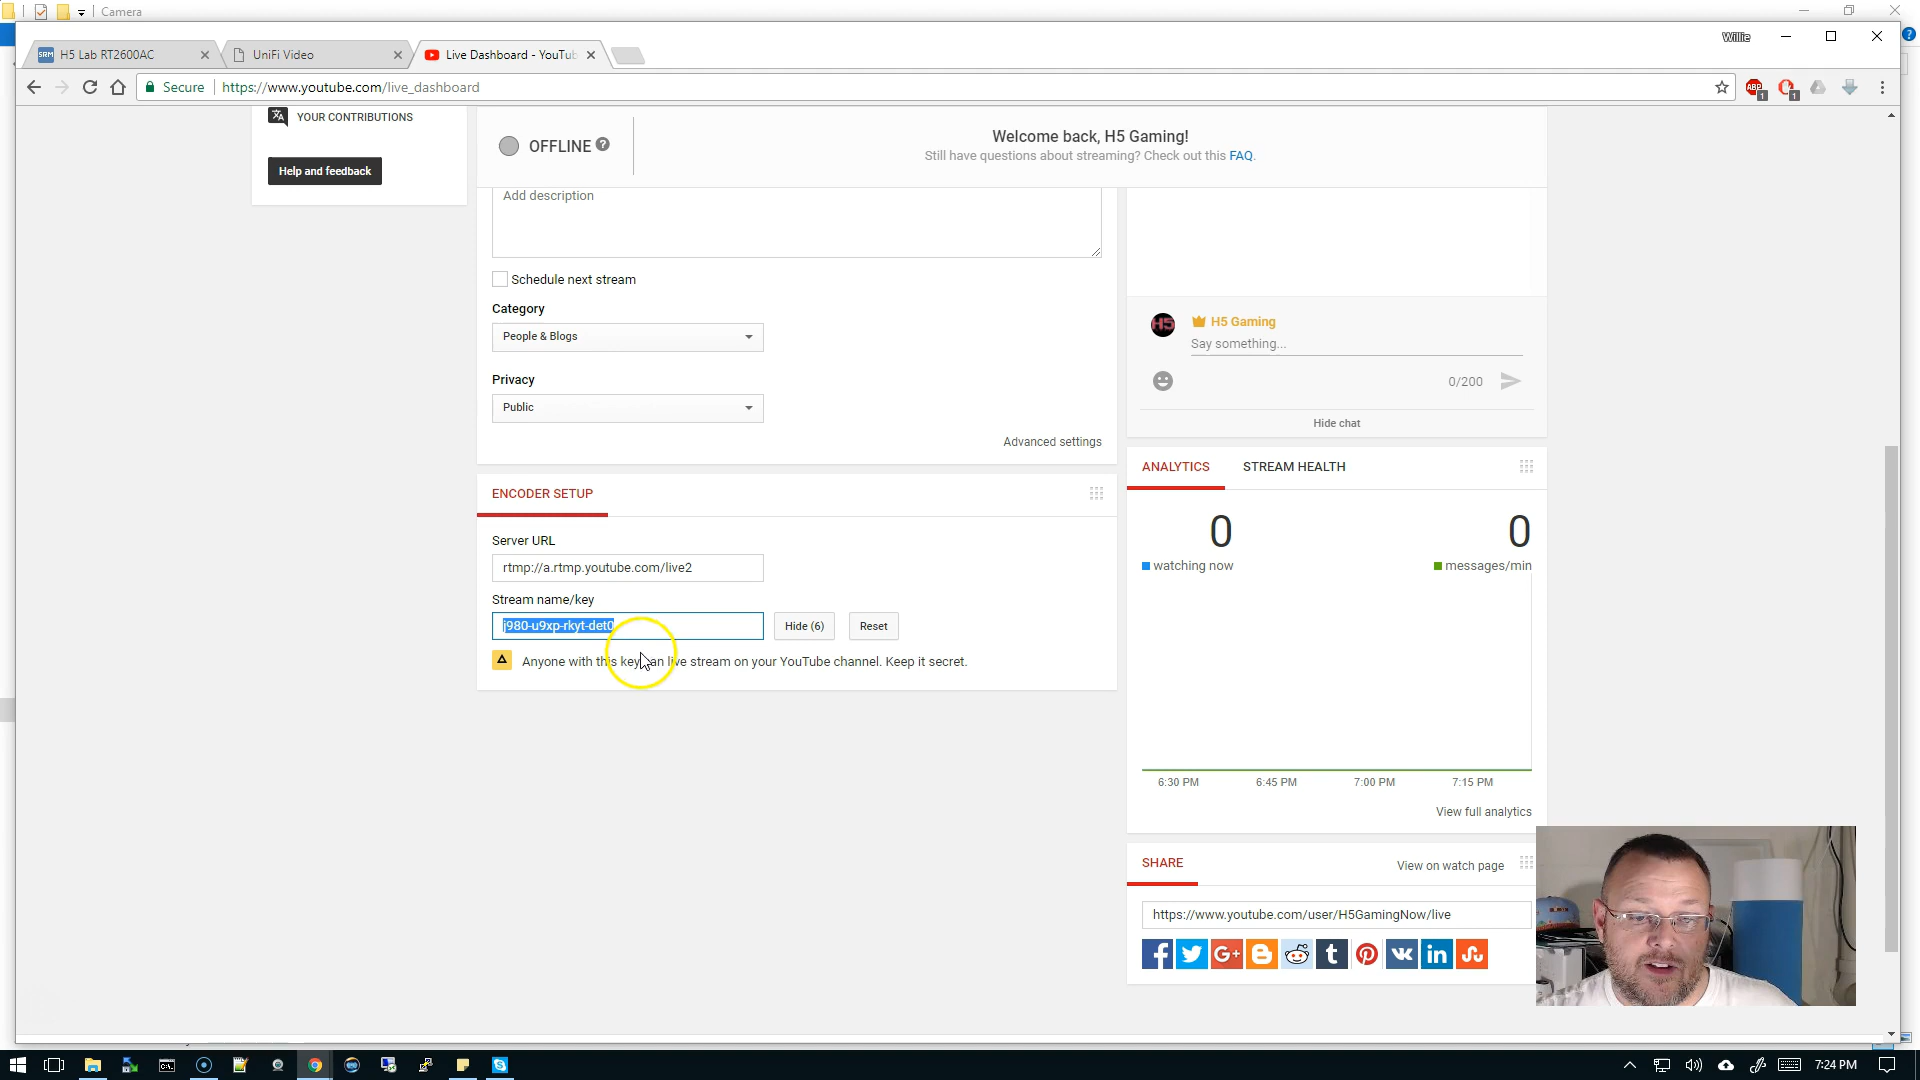 Camera
Willie
H5 Lab RT2600AC
UniFi Video
Live Dashboard - YouTub
Secure
https://www.youtube.com/live_dashboard
YOUR CONTRIBUTIONS
Help and feedback
OFFLINE
Welcome back, H5 Gaming!
Still have questions about streaming? Check out this FAQ.
Add description
Schedule next stream
Category
People & Blogs
Privacy
Public
Advanced settings
ENCODER SETUP
Server URL
rtmp://a.rtmp.youtube.com/live2
Stream name/key
j980-u9xp-rkyt-det0
Hide (6)
Reset
Anyone with this key can live stream on your YouTube channel. Keep it secret.
H5 Gaming
Say something...
0/200
Hide chat
ANALYTICS
STREAM HEALTH
0
0
watching now
messages/min
6:30 PM
6:45 PM
7:00 PM
7:15 PM
View full analytics
SHARE
View on watch page
https://www.youtube.com/user/H5GamingNow/live
7:24 PM